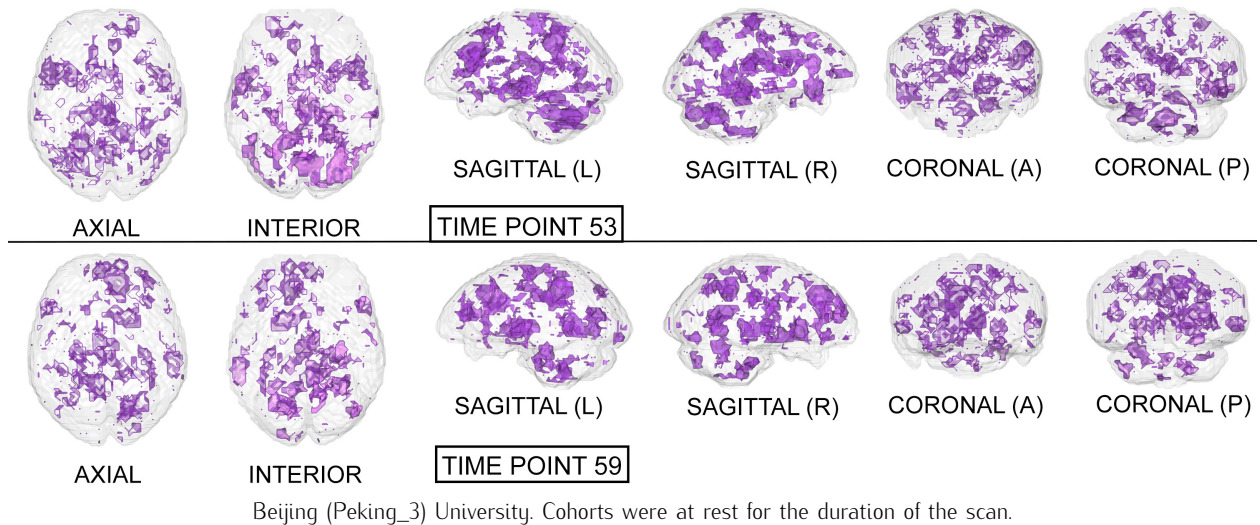 SAGITTAL (L) SAGITTAL (R) CORONAL (A) CORONAL (P)
AXIAL INTERIOR TIME POINT 53
SAGITTAL (L) SAGITTAL (R) CORONAL (A) CORONAL (P)
AXIAL INTERIOR TIME POINT 59
Beijing (Peking_3) University. Cohorts were at rest for the duration of the scan.